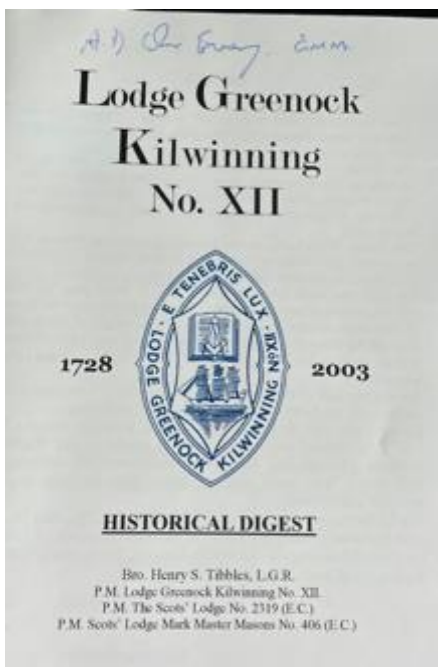 Lodge Greenock
Kilwinning
No. XII
E TENEBRIS LUX
LODGE GREENOCK KILWINNING No XII
1728
2003
HISTORICAL DIGEST
Bro. Henry S. Tibbles, L.G.R.
P.M. Lodge Greenock Kilwinning No. XII.
P.M. The Scots' Lodge No. 2319 (E.C.)
P.M. Scots' Lodge Mark Master Masons No. 406 (E.C.)